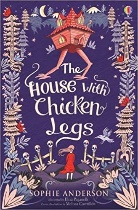 The
HOUSE WITH
CHICKEN
LEGS
SOPHIE ANDERSON